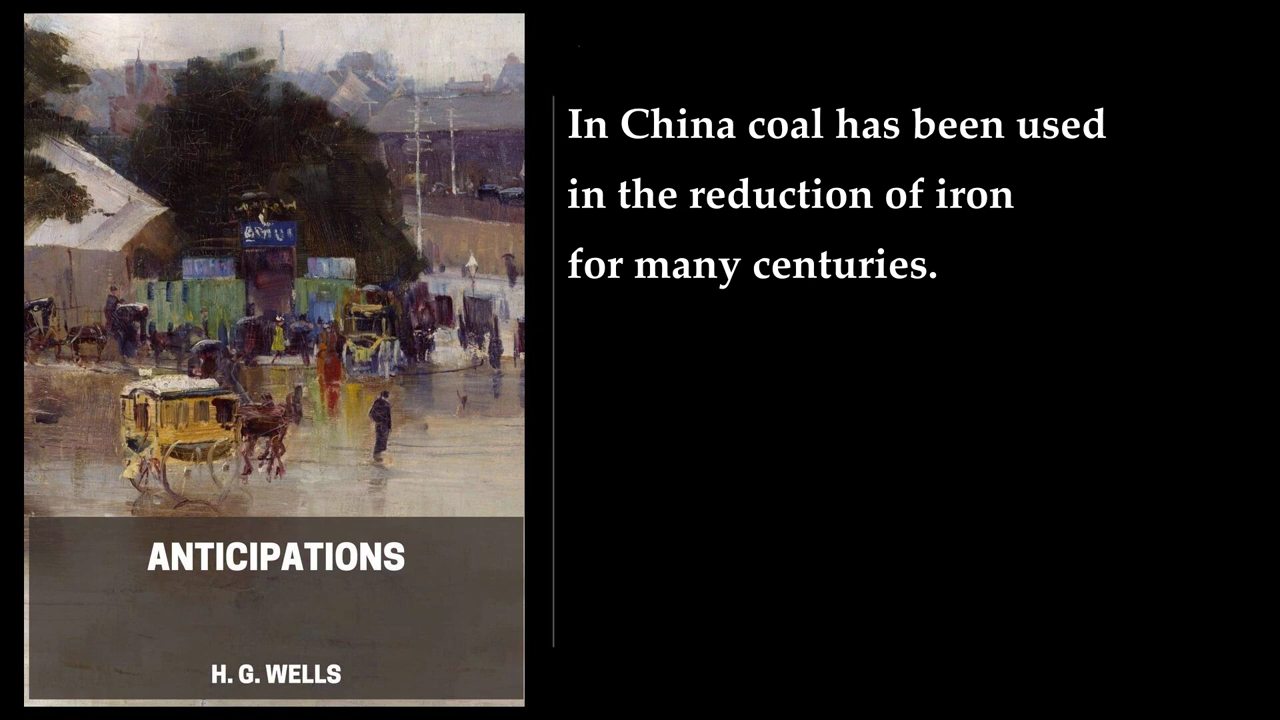 ANTICIPATIONS
H. G. WELLS
In China coal has been used
in the reduction of iron
for many centuries.